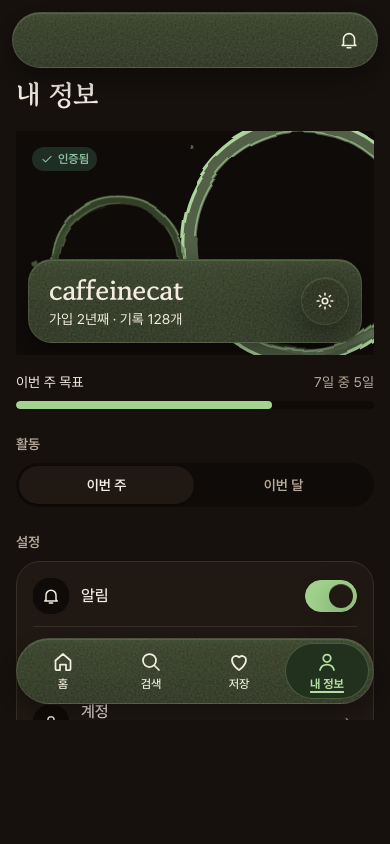 내 정보
인증됨
caffeinecat
가입 2년째 · 기록 128개
이번 주 목표
7일 중 5일
활동
이번 주
이번 달
설정
알림
홈
검색
저장
내 정보
계정